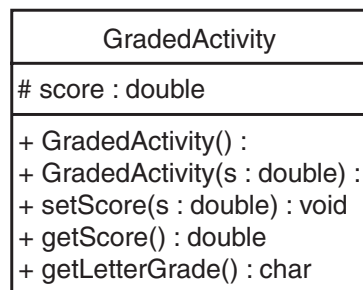 GradedActivity
# score : double
+ GradedActivity() :
+ GradedActivity(s : double) :
+ setScore(s : double) : void
+ getScore() : double
+ getLetterGrade() : char